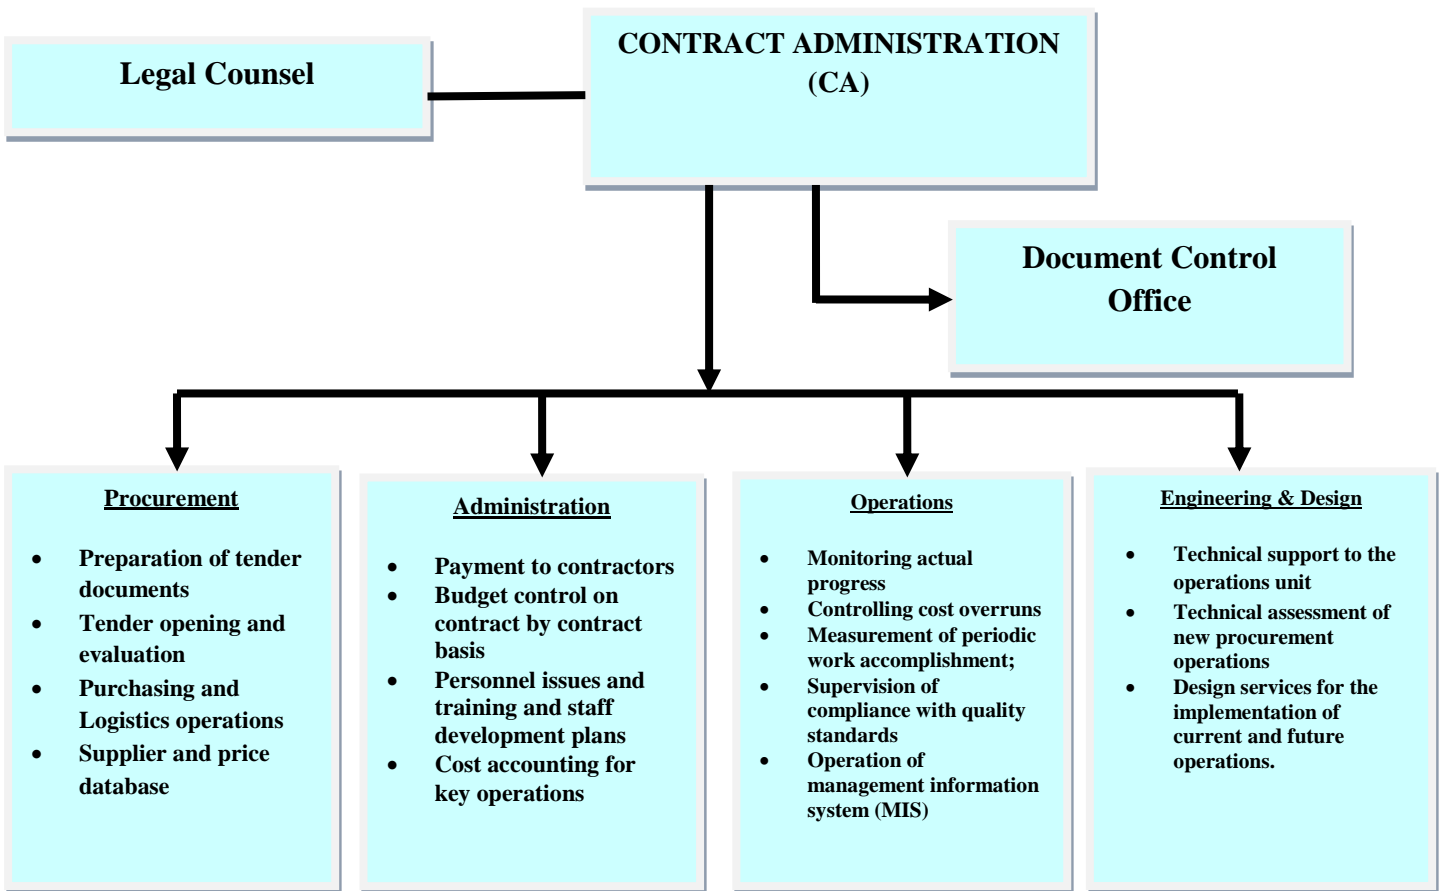 Legal Counsel
CONTRACT ADMINISTRATION
(CA)
Document Control
Office
Procurement
• Preparation of tender
documents
• Tender opening and
evaluation
• Purchasing and
Logistics operations
• Supplier and price
database
Administration
• Payment to contractors
• Budget control on
contract by contract
basis
• Personnel issues and
training and staff
development plans
• Cost accounting for
key operations
Operations
• Monitoring actual
progress
• Controlling cost overruns
• Measurement of periodic
work accomplishment;
• Supervision of
compliance with quality
standards
• Operation of
management information
system (MIS)
Engineering & Design
• Technical support to the
operations unit
• Technical assessment of
new procurement
operations
• Design services for the
implementation of
current and future
operations.